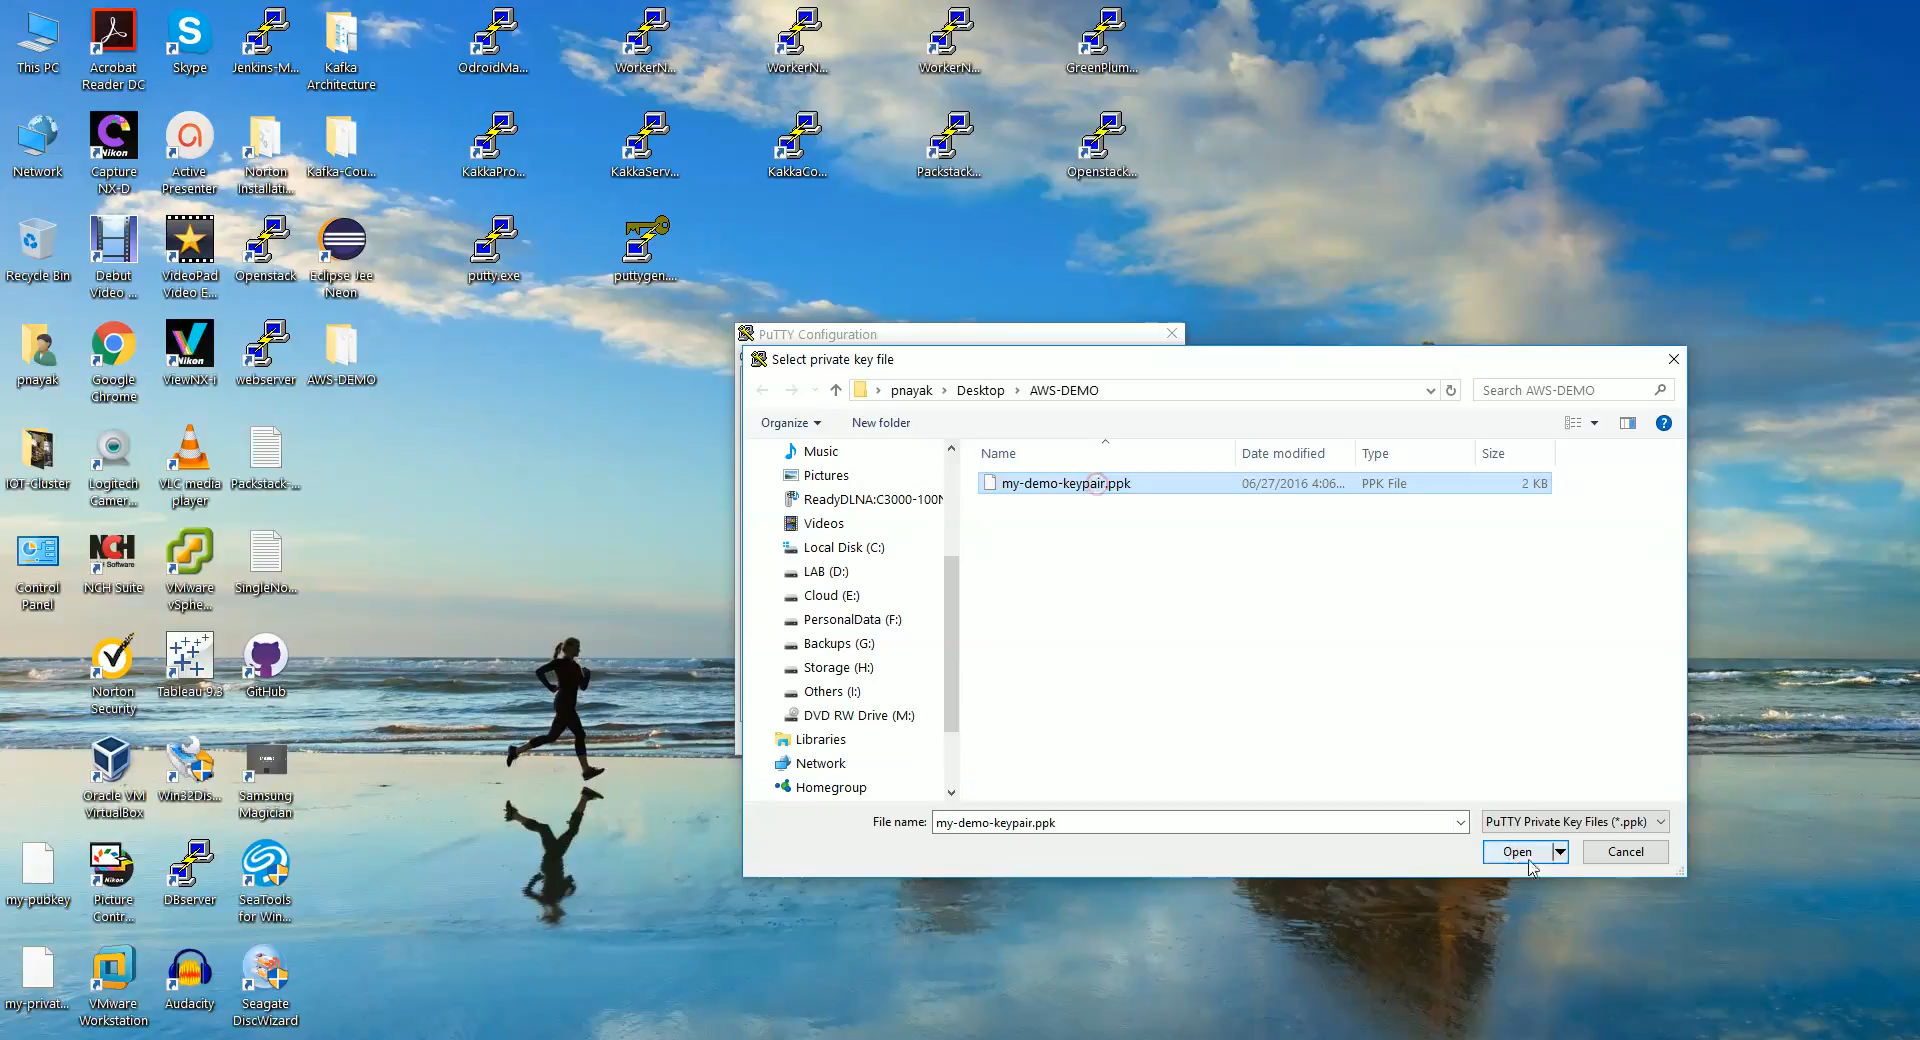 This PC
Acrobat
Reader DC
Skype
Jenkins-M...
Kafka
Architecture
OdroidMa...
WorkerN...
WorkerN...
WorkerN...
GreenPlum...
Network
Capture
NX-D
Active
Presenter
Norton
Installati...
Kafka-Cou...
KakkaPro...
KakkaServ...
KakkaCo...
Packstack...
Openstack...
Recycle Bin
Debut
Video ...
VideoPad
Video E...
Openstack
Eclipse Jee
Neon
putty.exe
puttygen....
pnayak
Google
Chrome
ViewNX-i
webserver
AWS-DEMO
IOT-Cluster
Logitech
Camer...
VLC media
player
Packstack-...
Control
Panel
NCH Suite
VMware
vSphe...
SingleNo...
Norton
Security
Tableau 9.3
GitHub
Oracle VM
VirtualBox
Win32Dis...
Samsung
Magician
my-pubkey
Picture
Contr...
DBserver
SeaTools
for Win...
my-privat...
VMware
Workstation
Audacity
Seagate
DiscWizard
PuTTY Configuration
Select private key file
pnayak > Desktop > AWS-DEMO
Search AWS-DEMO
Organize
New folder
Name
Date modified
Type
Size
my-demo-keypair.ppk
06/27/2016 4:06...
PPK File
2 KB
Music
Pictures
ReadyDLNA:C3000-100N
Videos
Local Disk (C:)
LAB (D:)
Cloud (E:)
PersonalData (F:)
Backups (G:)
Storage (H:)
Others (I:)
DVD RW Drive (M:)
Libraries
Network
Homegroup
File name:
my-demo-keypair.ppk
PuTTY Private Key Files (*.ppk)
Open
Cancel